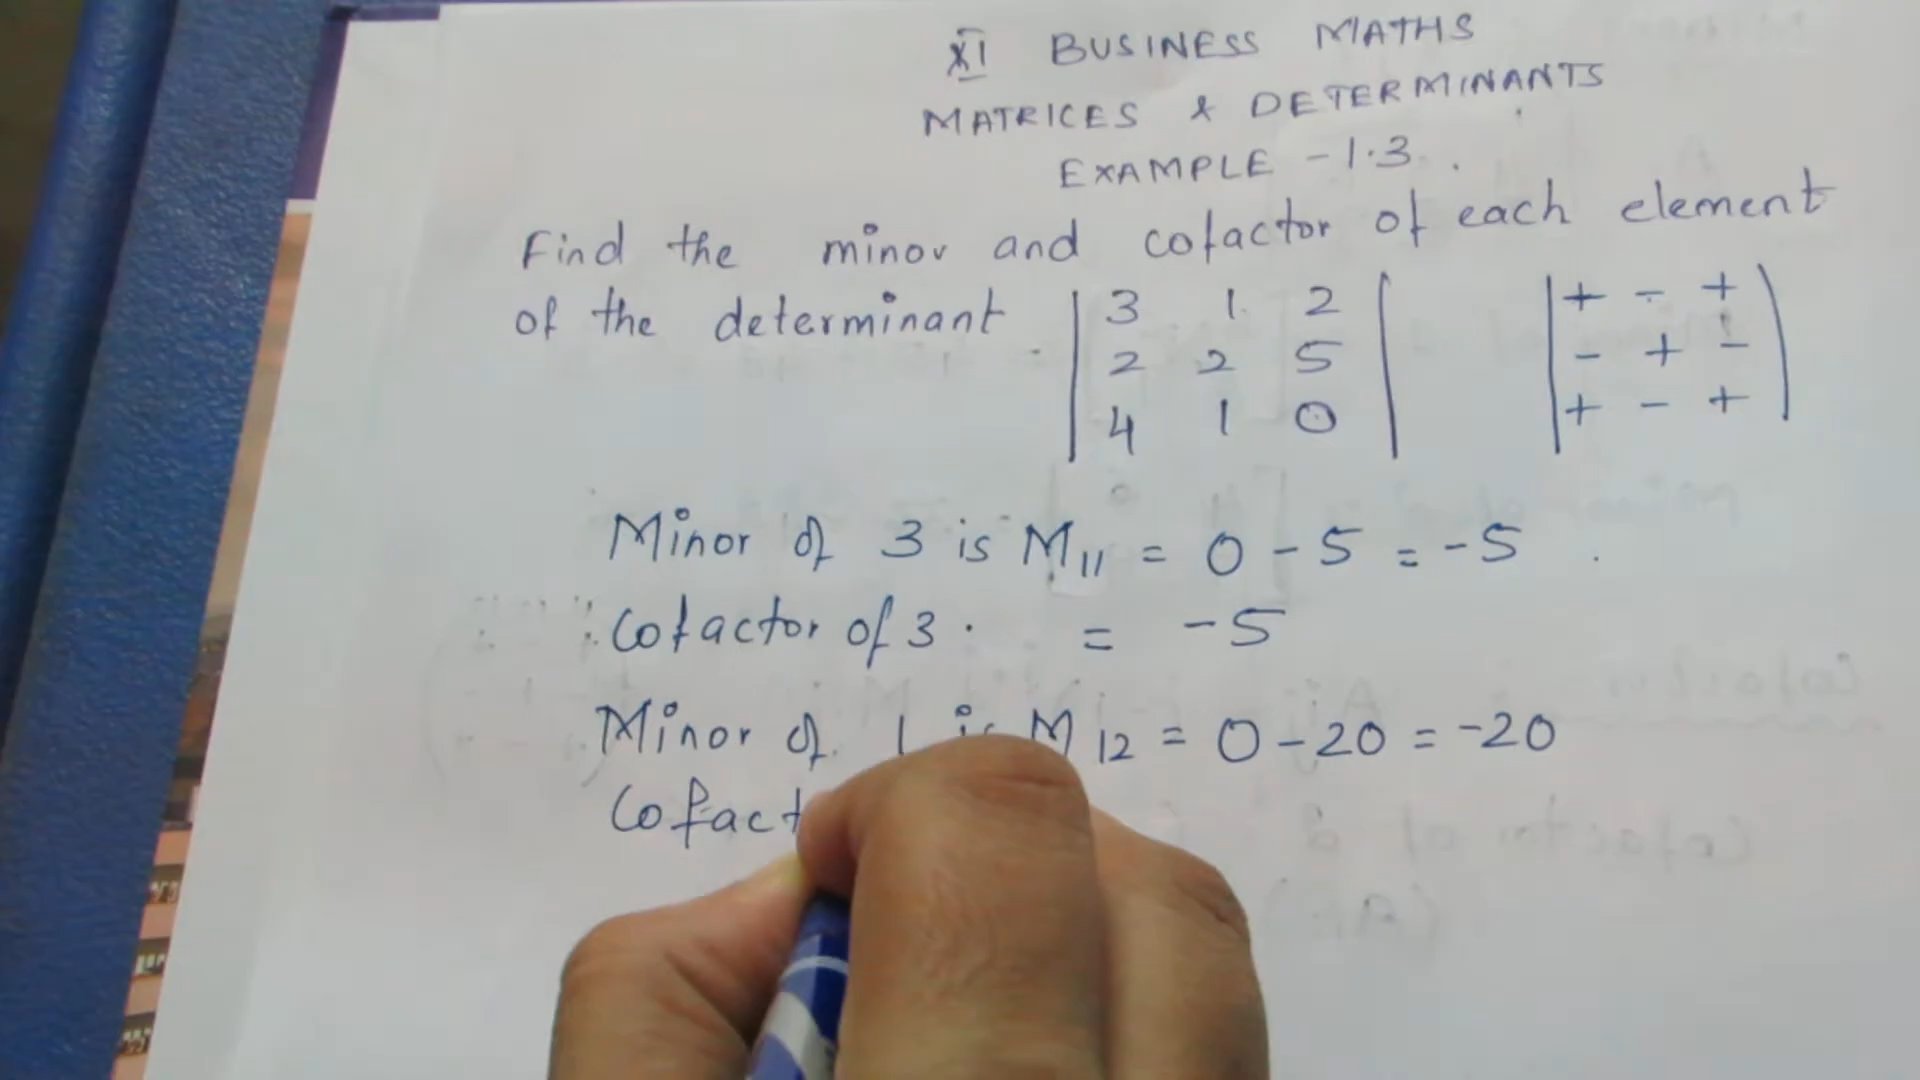 XI BUSINESS MATHS
MATRICES & DETERMINANTS
EXAMPLE - 1.3.
Find the minor and cofactor of each element
of the determinant | 3 1 2 | | + - + |
| 2 2 5 | | - + - |
| 4 1 0 | | + - + |
Minor of 3 is M11 = 0 - 5 = -5
Cofactor of 3 = -5
Minor of 1 is M12 = 0 - 20 = -20
Cofact